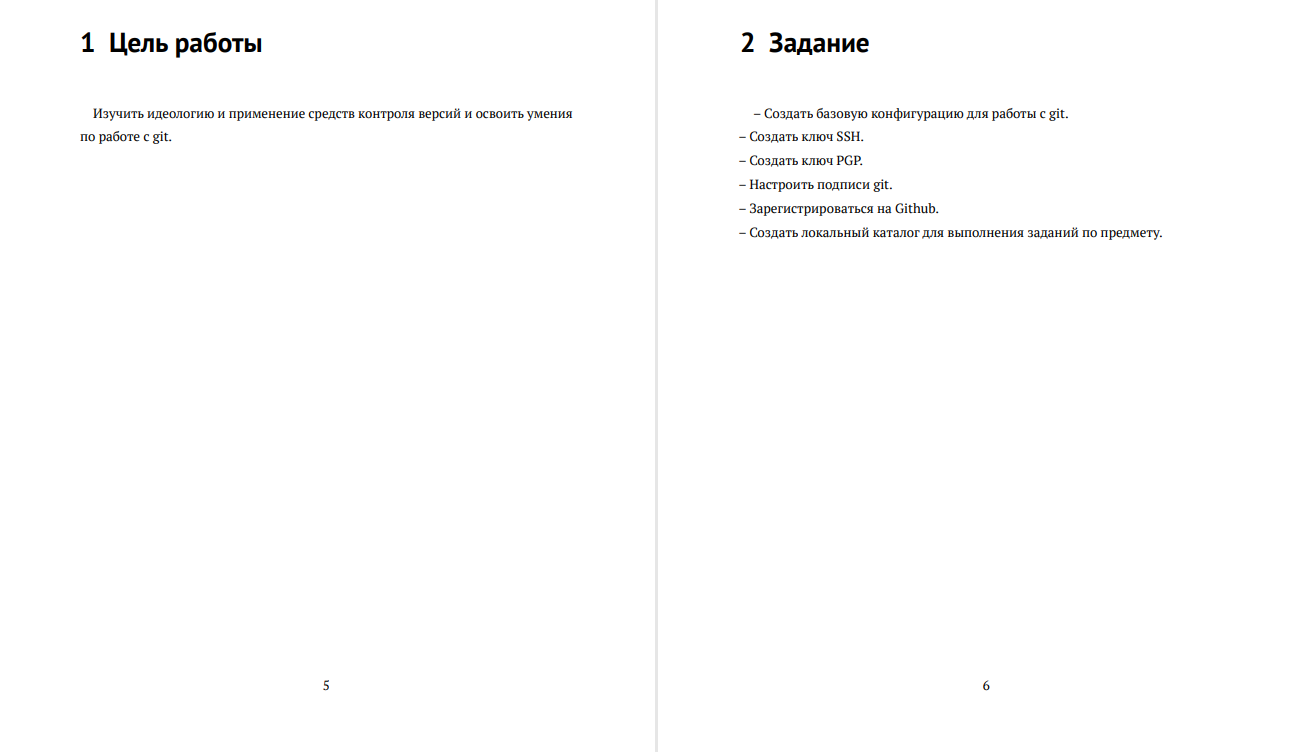 1 Цель работы
Изучить идеологию и применение средств контроля версий и освоить умения
по работе с git.
5
2 Задание
– Создать базовую конфигурацию для работы с git.
– Создать ключ SSH.
– Создать ключ PGP.
– Настроить подписи git.
– Зарегистрироваться на Github.
– Создать локальный каталог для выполнения заданий по предмету.
6